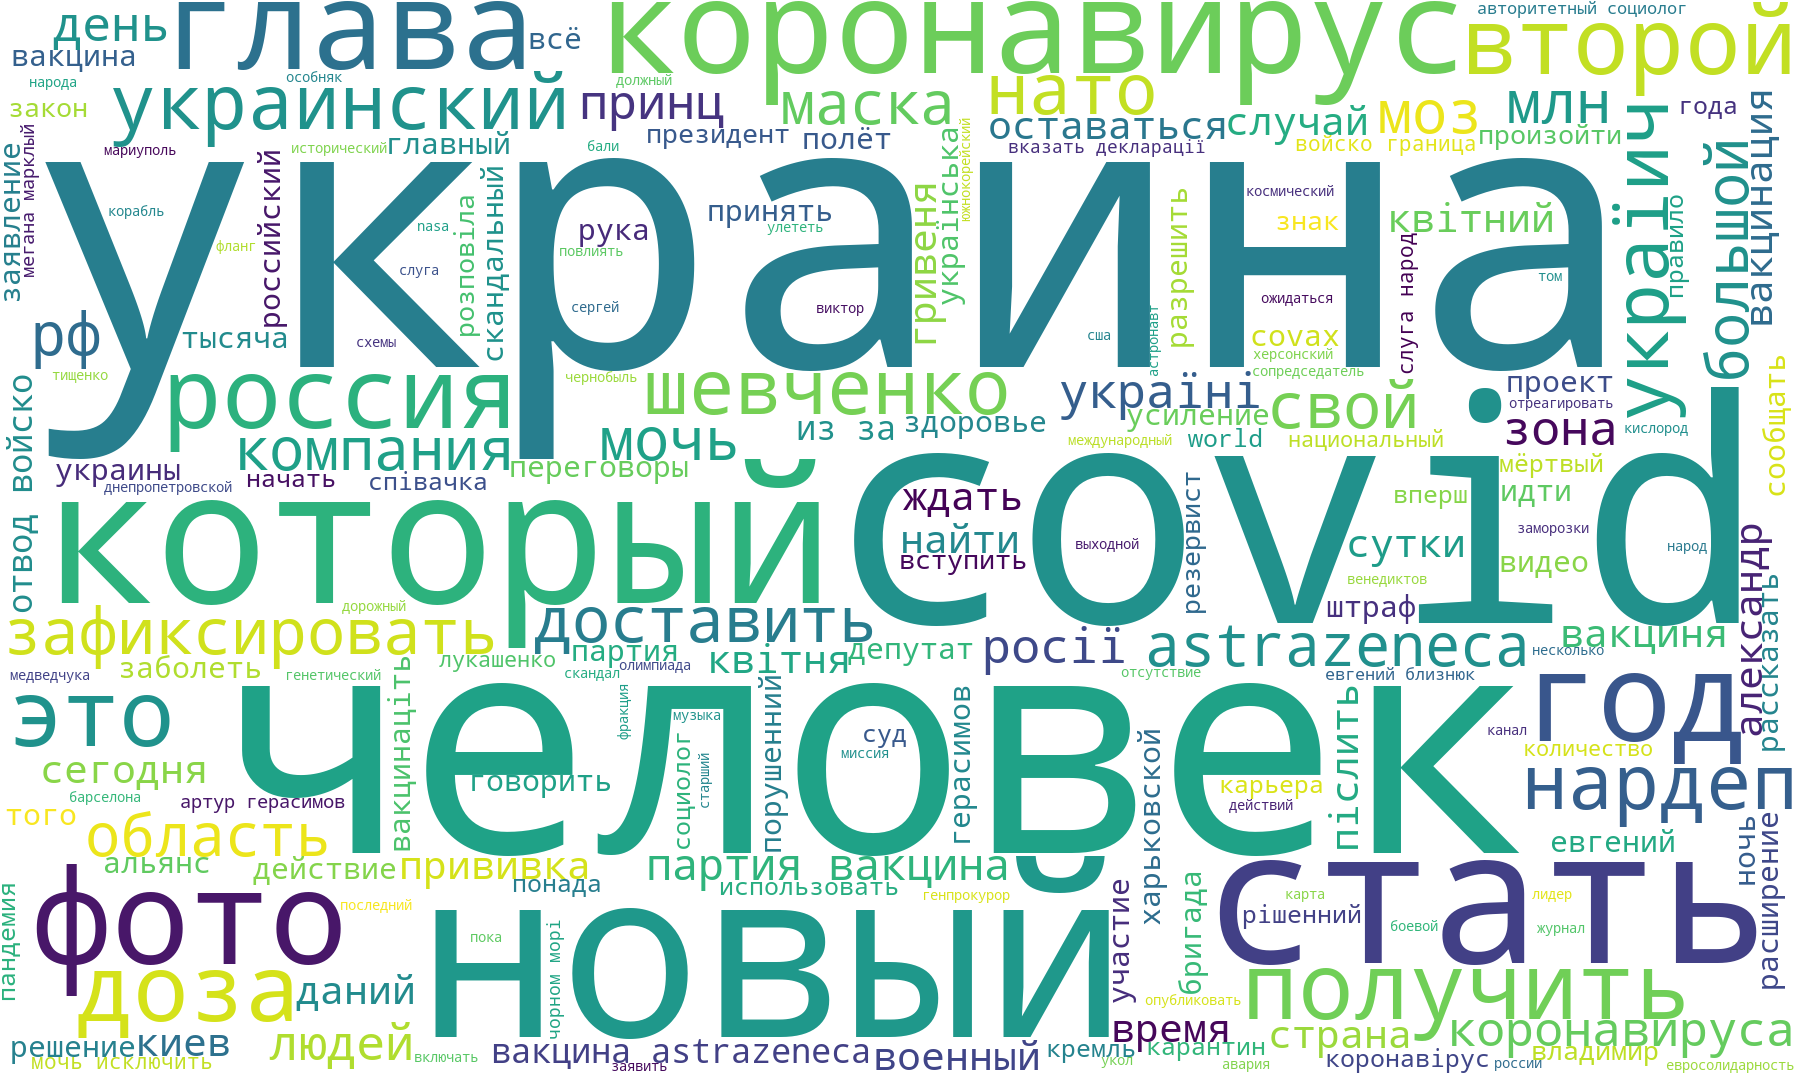 глава
коронавирус
авторитетный социолог
день
всё
второй
вакцина
народа
особняк
должный
нато
закон
украинский
принц
маска
моз
млн
года
президент
полёт
оставаться
случай
произойти
мариуполь
исторический
главный
бали
вказать декларації
войско граница
заявление
мегана марклый
российский
скандальный
розповіла
українська
южнокорейский
гривеня
разрешить
україич
правило
большой
вакцинация
украина
корабль
фланг
nasa
слуга
рука
повлиять
принять
улететь
космический
знак
квітний
том
сергей
виктор
ожидаться
слуга народ
рф
тысяча
схемы
сша
астронавт
covax
херсонский
сопредседатель
тищенко
россия
чернобыль
шевченко
україні
свой
проект
отреагировать
сообщать
отвод войско
компания
мочь
из за
здоровье
усиление
зона
кислород
международный
world
национальный
украины
начать
співачка
переговоры
мёртвый
днепропетровской
который
covid
ждать
найти
вступить
выходной
резервист
вперш
идти
заморозки
сутки
видео
народ
александр
рассказать
венедиктов
дорожный
штраф
зафиксировать
доставить
партия
квітня
депутат
росії
astrazeneca
вакциня
несколько
медведчука
заболеть
генетический
лукашенко
скандал
олимпиада
отсутствие
евгений близнюк
это
вакцинаціть
человек
фракция
музыка
социолог
старший
порушенний
суд
миссия
герасимов
харьковской
післить
год
канал
количество
сегодня
говорить
карьера
действий
нардеп
барселона
артур герасимов
того
область
евгений
ночь
расширение
альянс
действие
прививка
партия
вакцина
понада
использовать
генпрокурор
стать
карта
лидер
пандемия
фото
последний
новый
пока
чорном морі
участие
бригада
рішенний
боевой
журнал
доза
даний
опубликовать
получить
решение
киев
людей
время
страна
коронавируса
мочь исключить
включать
вакцина astrazeneca
заявить
военный
кремль
укол
карантин
авария
коронавірус
россий
владимир
евросолидарность